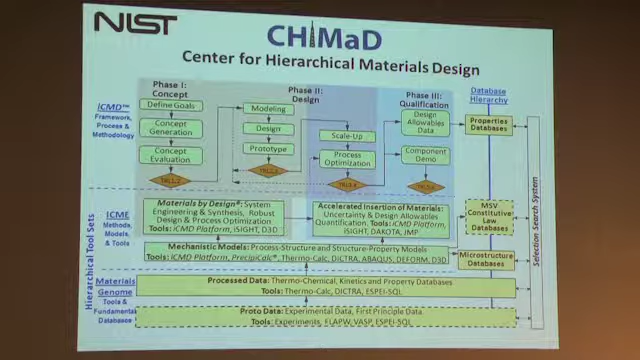 NIST
CHiMaD
Center for Hierarchical Materials Design
Phase I:
Concept
Phase II:
Design
Phase III:
Qualification
Database
Hierarchy
ICMD™
Framework,
Process &
Methodology
Define Goals
Concept
Generation
Concept
Evaluation
Modeling
Design
Prototype
Scale-Up
Process
Optimization
Design
Allowables
Data
Component
Demo
Properties
Databases
Hierarchical Tool Sets
ICME
Methods,
Models,
& Tools
Materials by Design®: System
Engineering & Synthesis, Robust
Design & Process Optimization
Tools: iCMD Platform, iSIGHT, D3D
Accelerated Insertion of Materials:
Uncertainty & Design Allowables
Quantification. Tools: iCMD Platform,
iSIGHT, DAKOTA, JMP
MSV
Constitutive
Law
Databases
Mechanistic Models: Process-Structure and Structure-Property Models
Tools: iCMD Platform, PrecipiCalc®, Thermo-Calc, DICTRA, ABAQUS, DEFORM, D3D
Microstructure
Databases
Selection Search System
Materials
Genome
Tools &
Fundamental
Databases
Processed Data: Thermo-Chemical, Kinetics and Property Databases
Tools: Thermo-Calc, DICTRA, ESPEI-SQL
Proto Data: Experimental Data, First Principle Data
Tools: Experiments, FLAPW, VASP, ESPEI-SQL